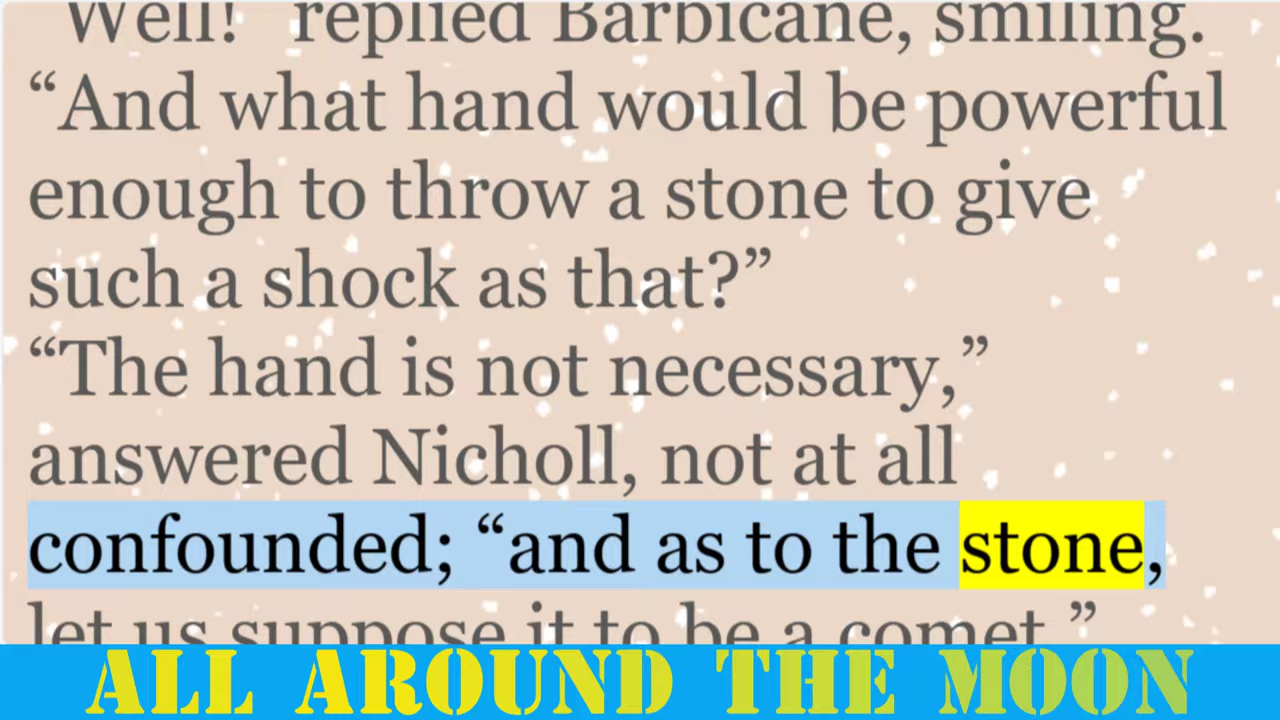 Well!” replied Barbicane, smiling.
“And what hand would be powerful
enough to throw a stone to give
such a shock as that?”
“The hand is not necessary,”
answered Nicholl, not at all
confounded; “and as to the stone,
let us suppose it to be a comet.”
ALL AROUND THE MOON